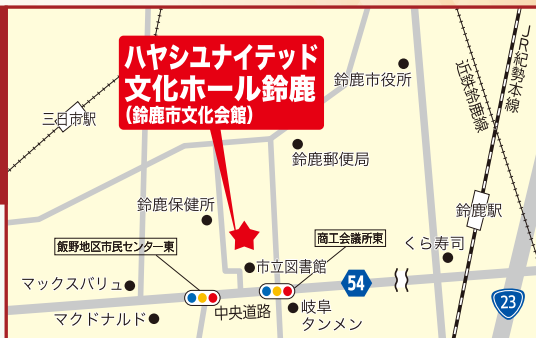 ハヤシユナイテッド
文化ホール鈴鹿
(鈴鹿市文化会館)
JR紀勢本線
近鉄鈴鹿線
鈴鹿市役所
三日市駅
鈴鹿郵便局
鈴鹿保健所
鈴鹿駅
飯野地区市民センター東
商工会議所東
くら寿司
市立図書館
マックスバリュ
54
23
マクドナルド
中央道路
岐阜
タンメン